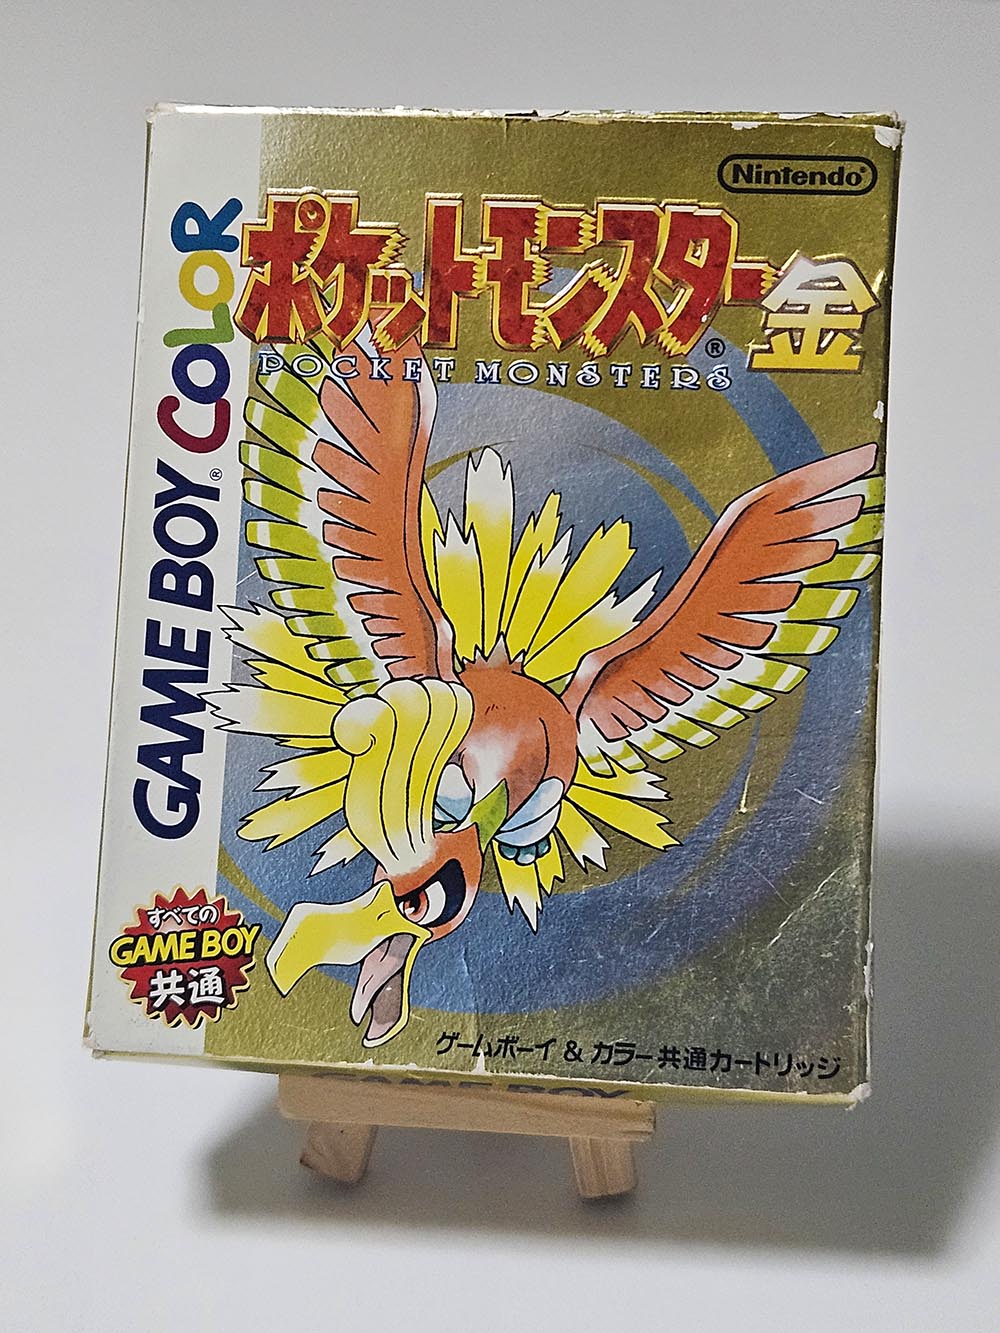 Nintendo®
ポケットモンスター®
金
POCKET MONSTERS
GAME BOY® COLOR
すべての
GAME BOY
共通
ゲームボーイ & カラー共通カートリッジ
GAME BOY